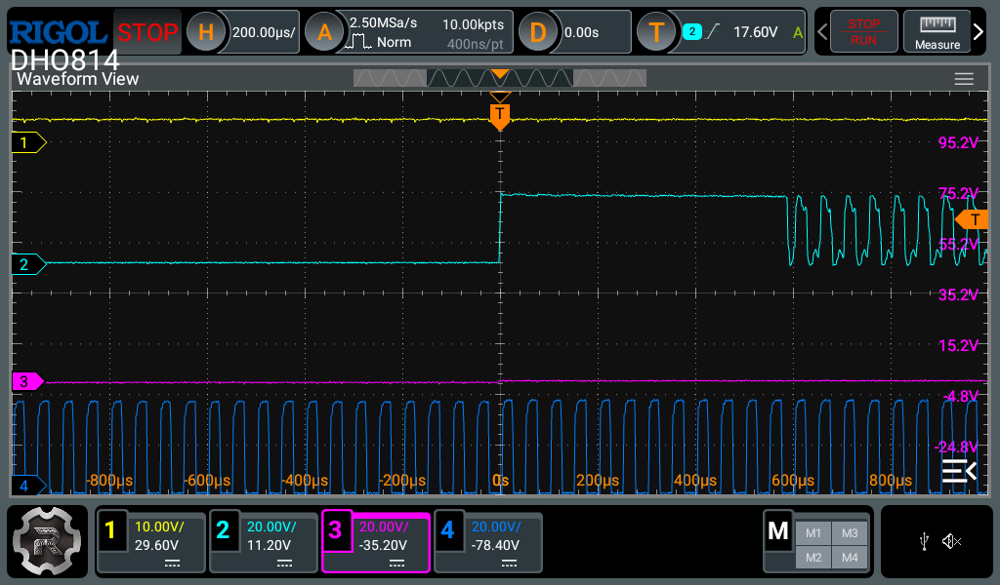 RIGOL STOP H 200.00µs/ A 2.50MSa/s 10.00kpts D 0.00s T 2 17.60V A STOP
Norm 400ns/pt RUN Measure
DHO814
Waveform View
T
1 95.2V
75.2V
T
55.2V
2
35.2V
15.2V
3
-4.8V
-24.8V
4 -800µs -600µs -400µs -200µs 0s 200µs 400µs 600µs 800µs
1 10.00V/ 2 20.00V/ 3 20.00V/ 4 20.00V/ M M1 M3
29.60V 11.20V -35.20V -78.40V M2 M4
R